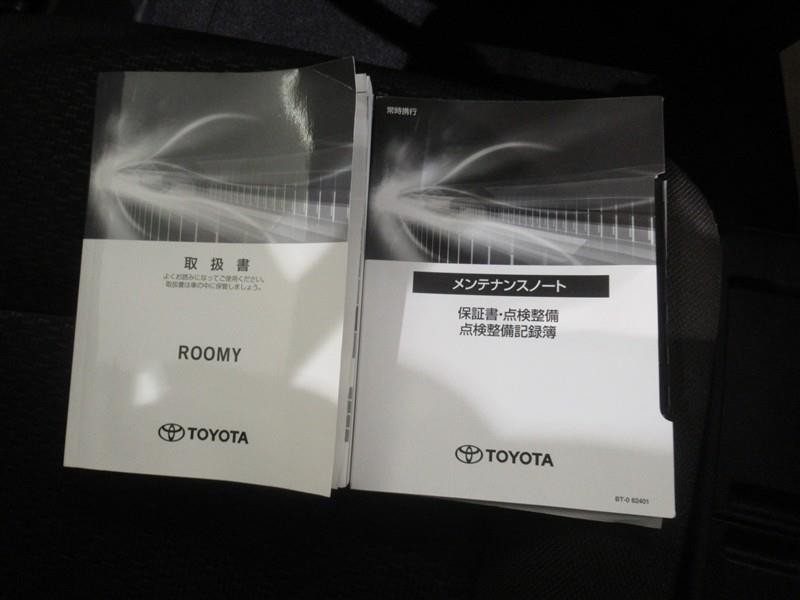 取扱書
よくお読みになってご使用ください。
取扱書は車の中に保管しましょう。
ROOMY
TOYOTA
常時携行
メンテナンスノート
保証書・点検整備
点検整備記録簿
TOYOTA
BT-0 62401